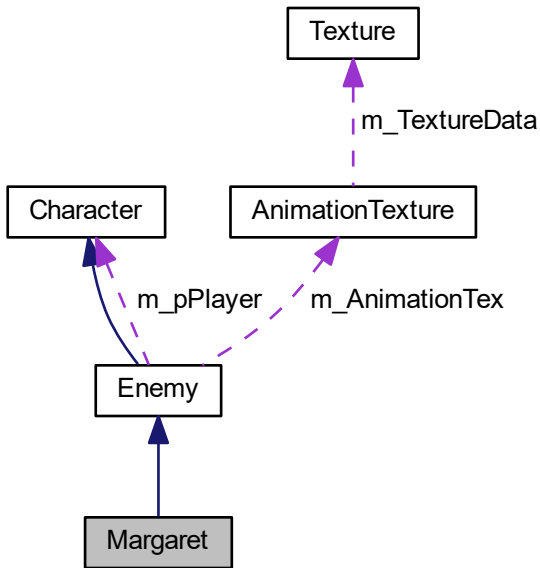 Texture
m_TextureData
Character
AnimationTexture
m_pPlayer
m_AnimationTex
Enemy
Margaret